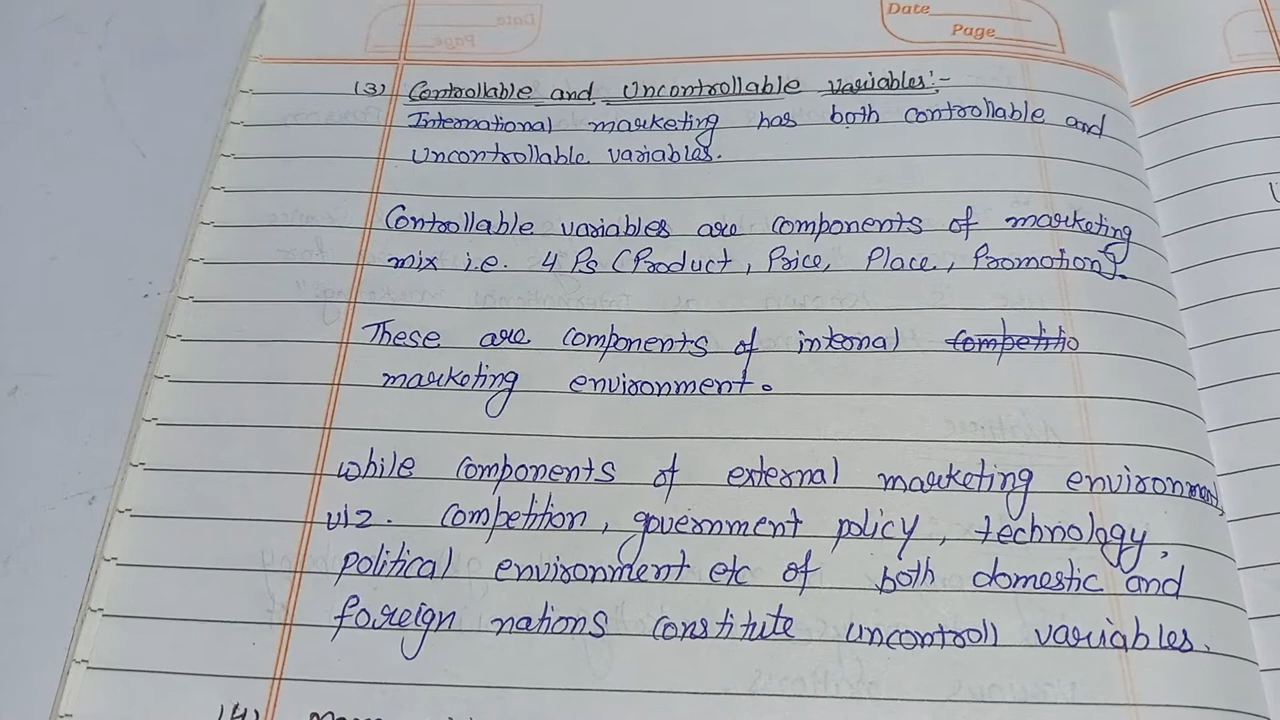 Date
Page
(3) Controllable and Uncontrollable Variables:-
International marketing has both controllable and
Uncontrollable variables.
Controllable variables are components of marketing
mix i.e. 4 Ps (Product, Price, Place, Promotion).
These are components of internal competitio
marketing environment.
While components of external marketing environment
viz. Competition, government policy, technology,
political environment etc of both domestic and
foreign nations constitute uncontroll variables.
(4)